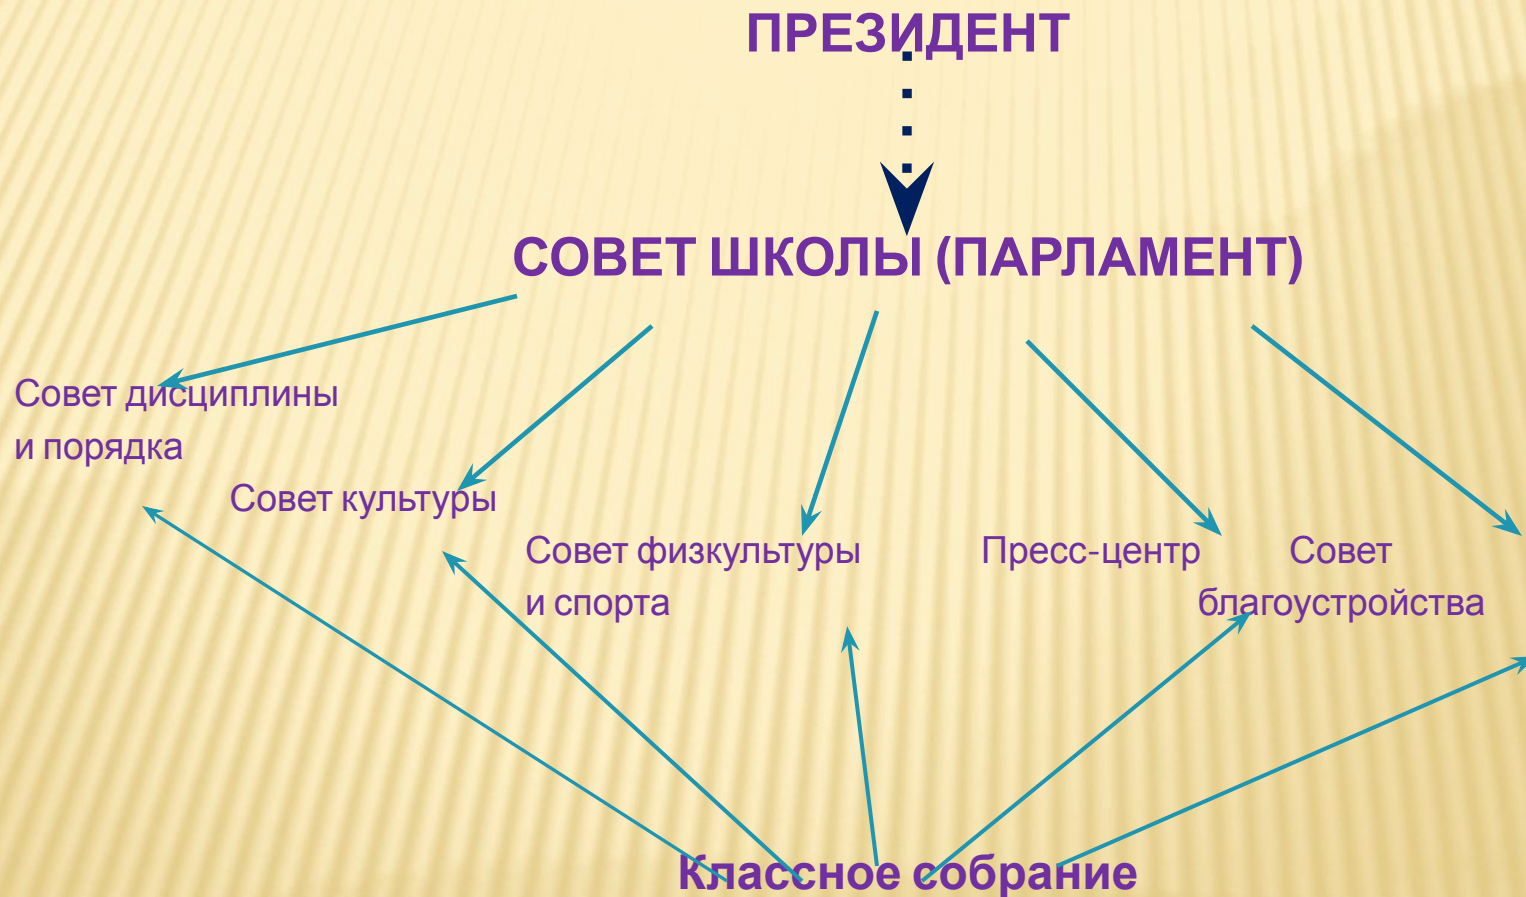 ПРЕЗИДЕНТ
СОВЕТ ШКОЛЫ (ПАРЛАМЕНТ)
Совет дисциплины
и порядка
Совет культуры
Совет физкультуры
и спорта
Пресс-центр
Совет
благоустройства
Классное собрание